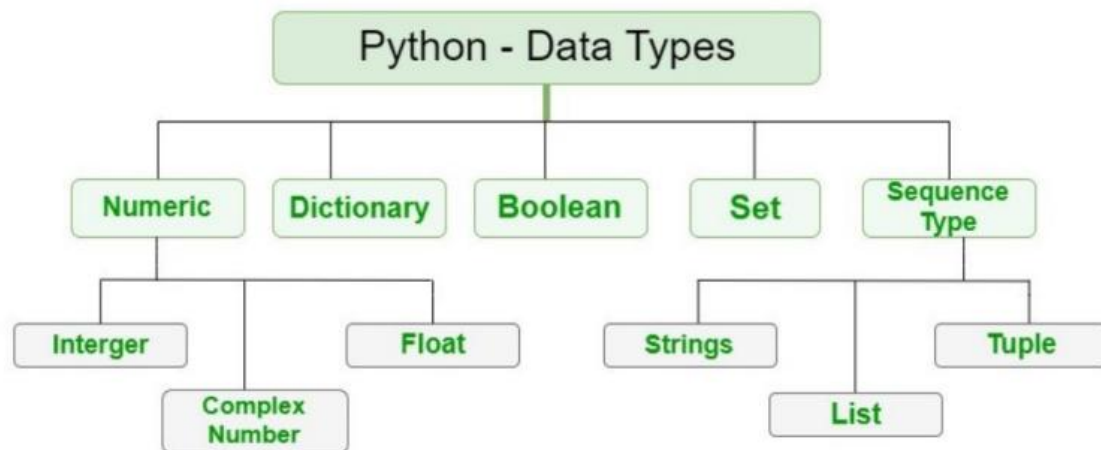 Python - Data Types
Numeric
Dictionary
Boolean
Set
Sequence
Type
Interger
Complex
Number
Float
Strings
List
Tuple